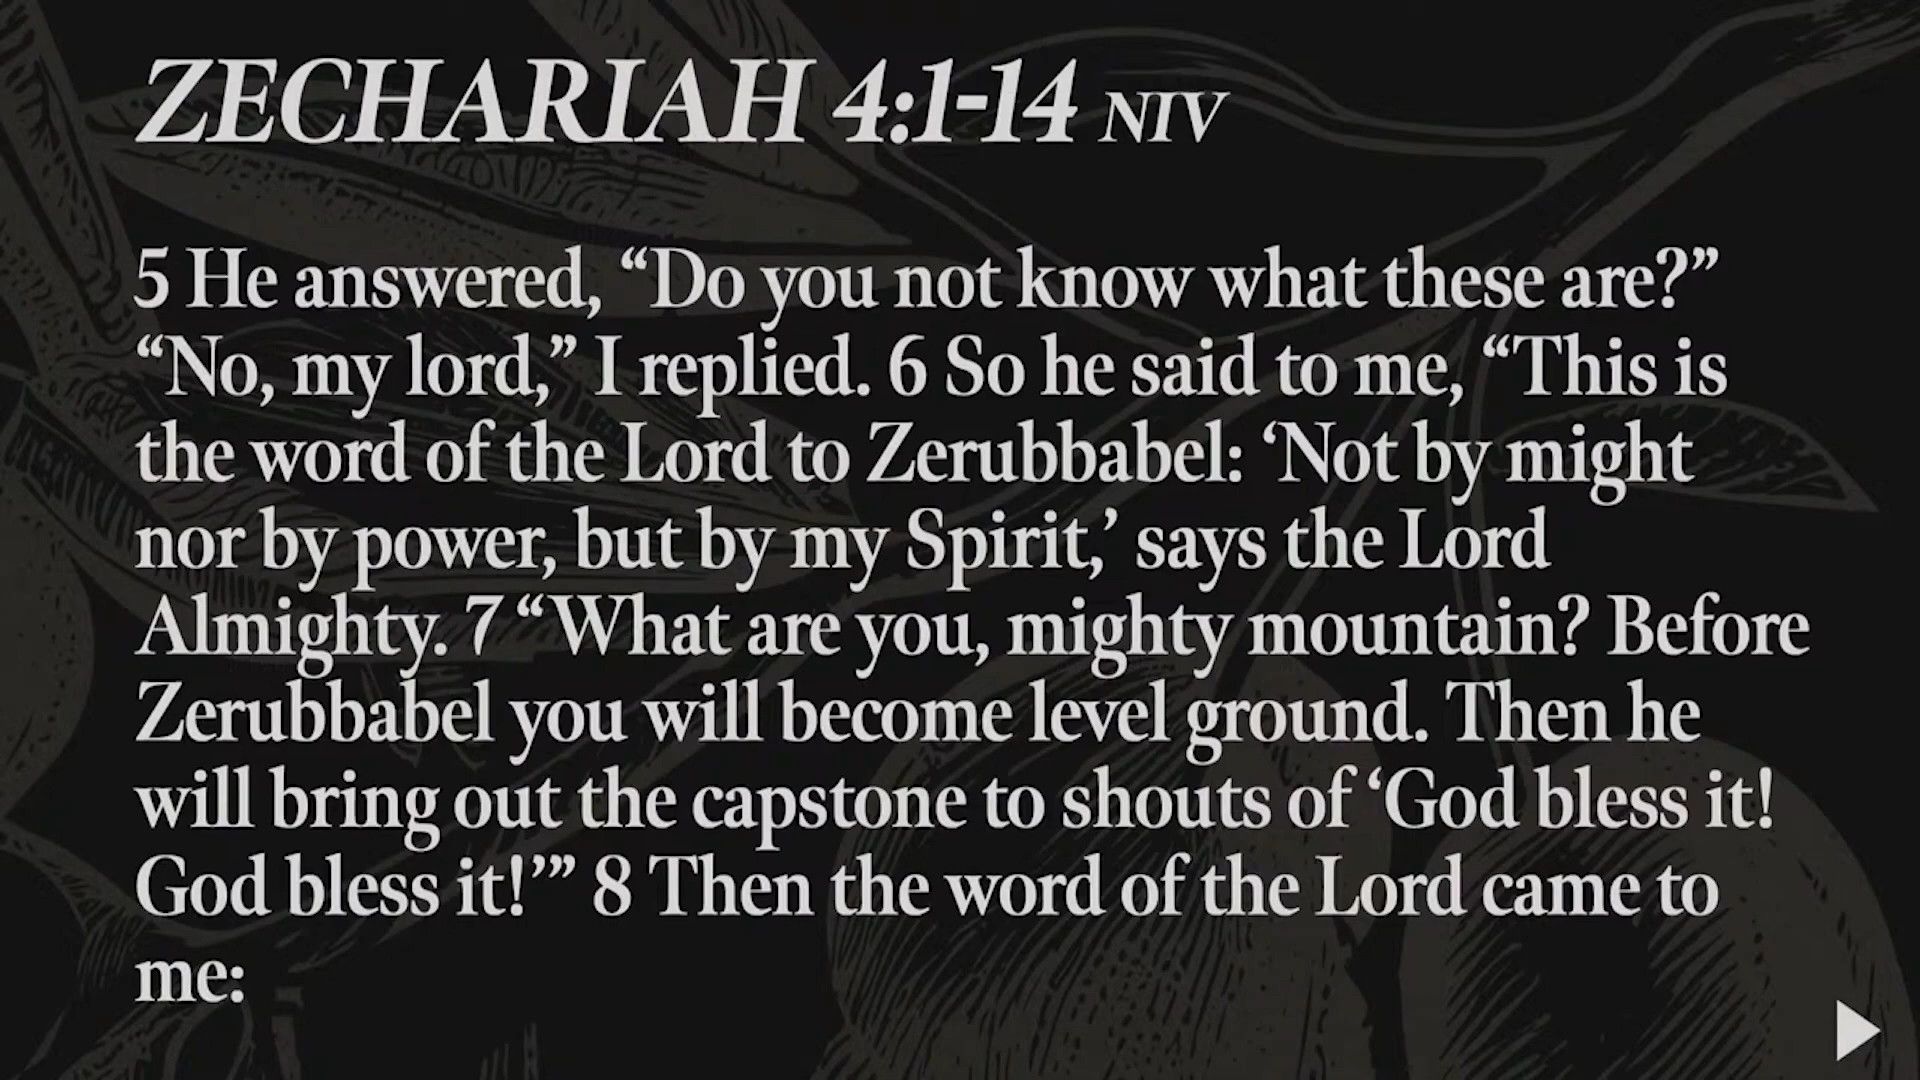 ZECHARIAH 4:1-14 NIV
5 He answered, “Do you not know what these are?”
“No, my lord,” I replied. 6 So he said to me, “This is
the word of the Lord to Zerubbabel: ‘Not by might
nor by power, but by my Spirit,’ says the Lord
Almighty. 7 “What are you, mighty mountain? Before
Zerubbabel you will become level ground. Then he
will bring out the capstone to shouts of ‘God bless it!
God bless it!’” 8 Then the word of the Lord came to
me: